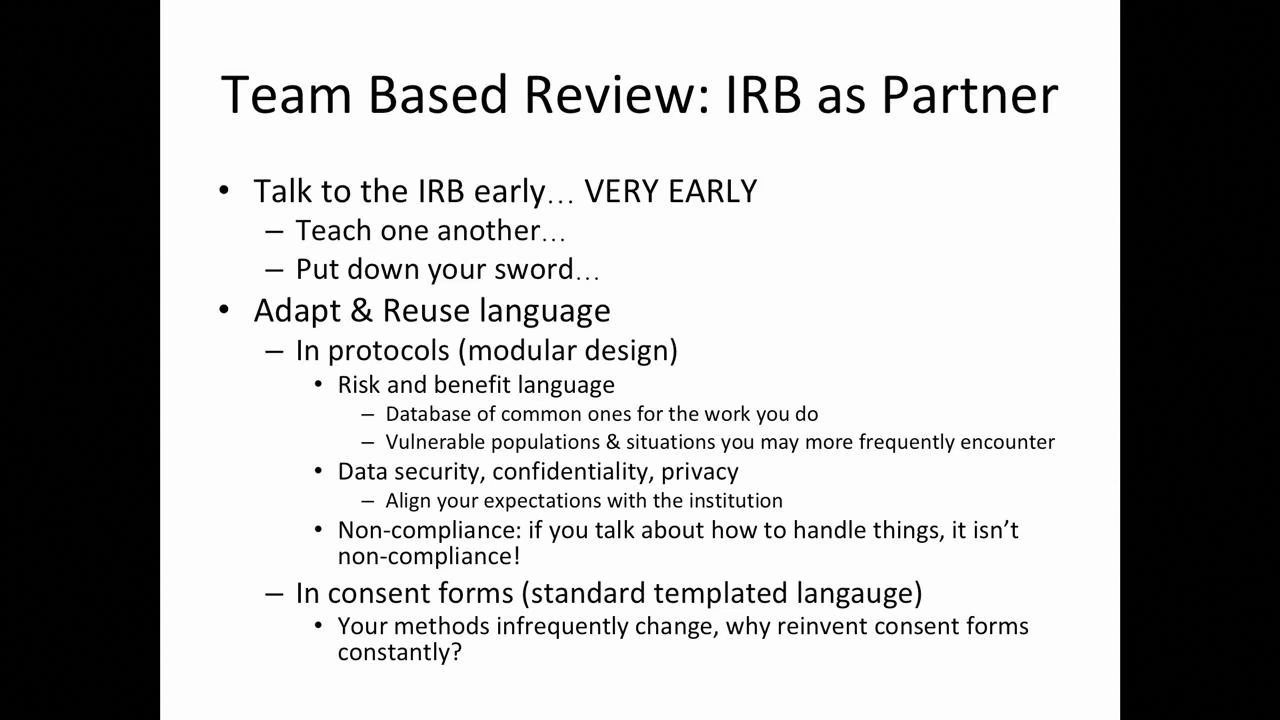 Team Based Review: IRB as Partner
• Talk to the IRB early… VERY EARLY
– Teach one another…
– Put down your sword…
• Adapt & Reuse language
– In protocols (modular design)
• Risk and benefit language
– Database of common ones for the work you do
– Vulnerable populations & situations you may more frequently encounter
• Data security, confidentiality, privacy
– Align your expectations with the institution
• Non-compliance: if you talk about how to handle things, it isn’t
non-compliance!
– In consent forms (standard templated langauge)
• Your methods infrequently change, why reinvent consent forms
constantly?